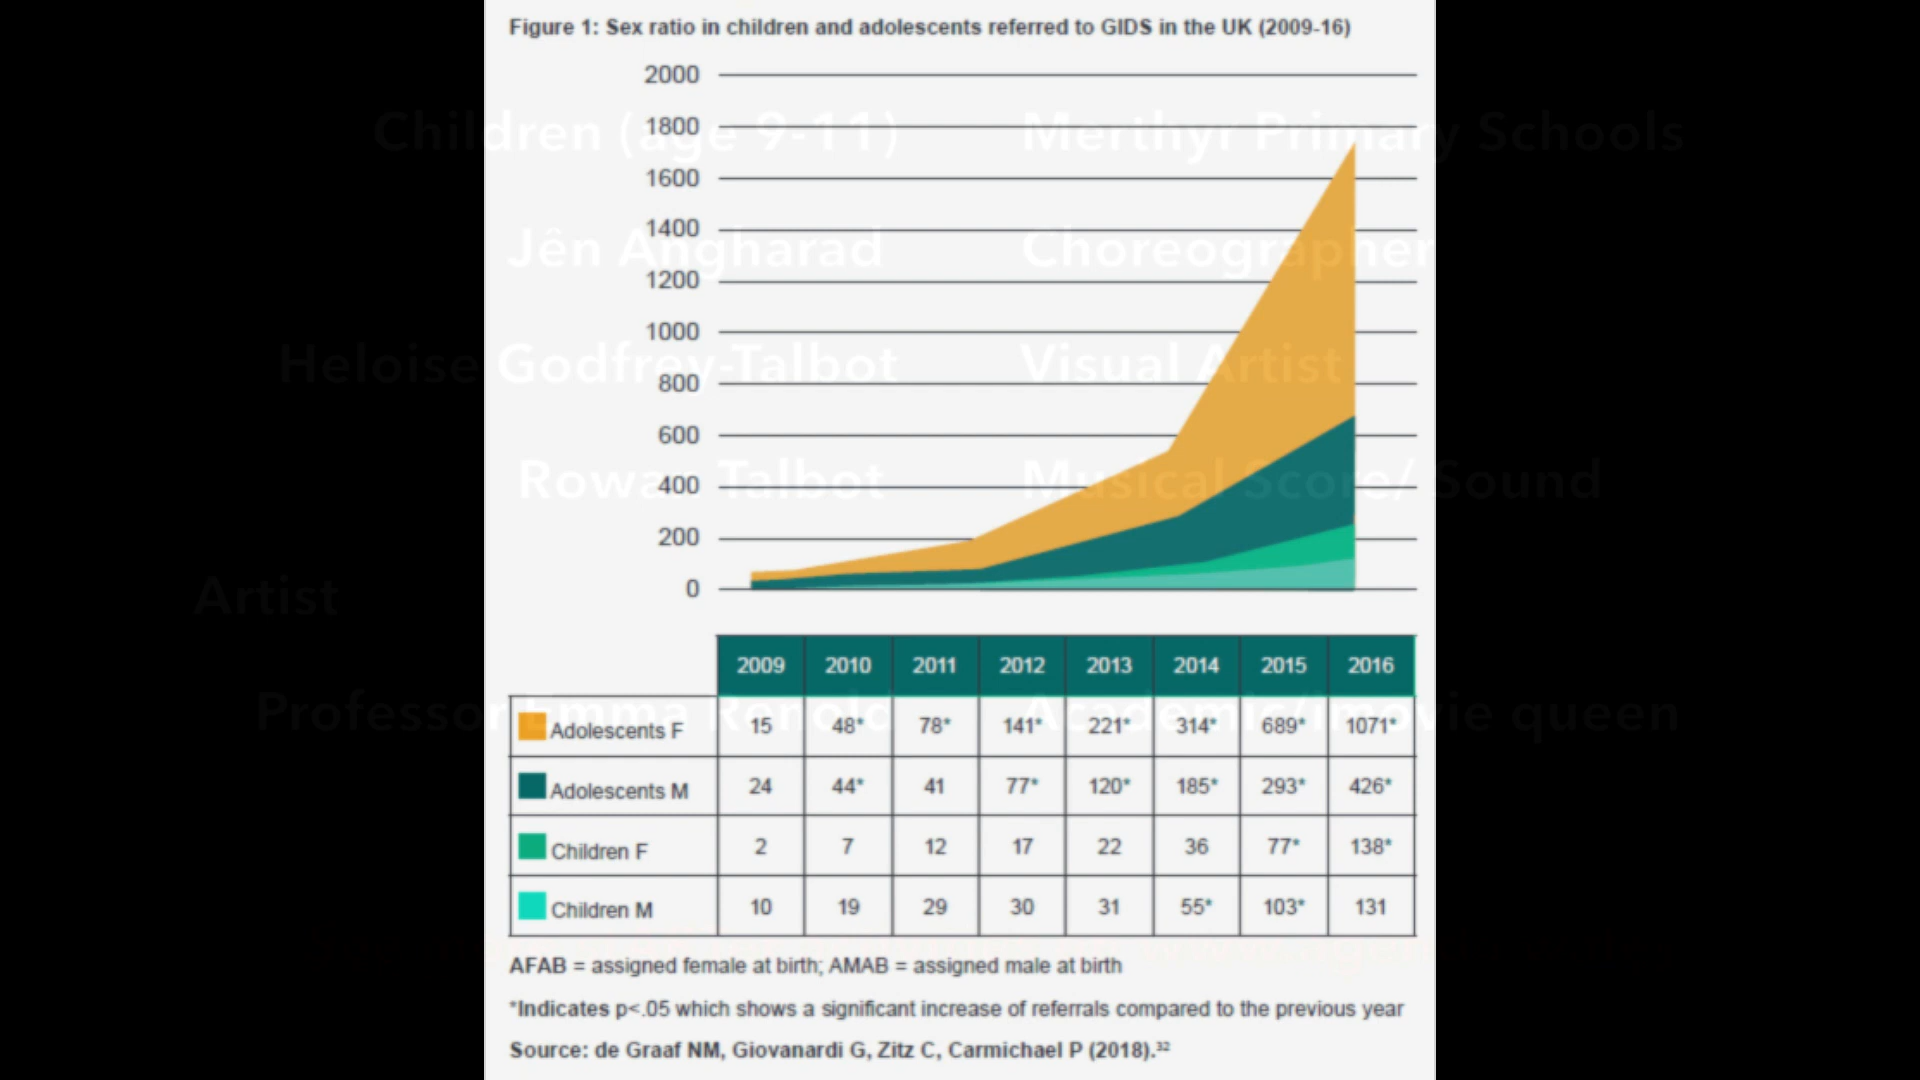 Figure 1: Sex ratio in children and adolescents referred to GIDS in the UK (2009-16)
2000
1800
1600
1400
1200
1000
800
600
400
200
0
Children (age 9-11) Merthyr Primary Schools
Jên Angharad Choreographer
Heloise Godfrey-Talbot Visual Artist
Rowan Talbot Musical Score/ Sound
Artist
Professor Emma Renold Academic/imovie queen
2009 2010 2011 2012 2013 2014 2015 2016
Adolescents F 15 48* 78* 141* 221* 314* 689* 1071*
Adolescents M 24 44* 41 77* 120* 185* 293* 426*
Children F 2 7 12 17 22 36 77* 138*
Children M 10 19 29 30 31 55* 103* 131
AFAB = assigned female at birth; AMAB = assigned male at birth
*Indicates p<.05 which shows a significant increase of referrals compared to the previous year
Source: de Graaf NM, Giovanardi G, Zitz C, Carmichael P (2018).³²